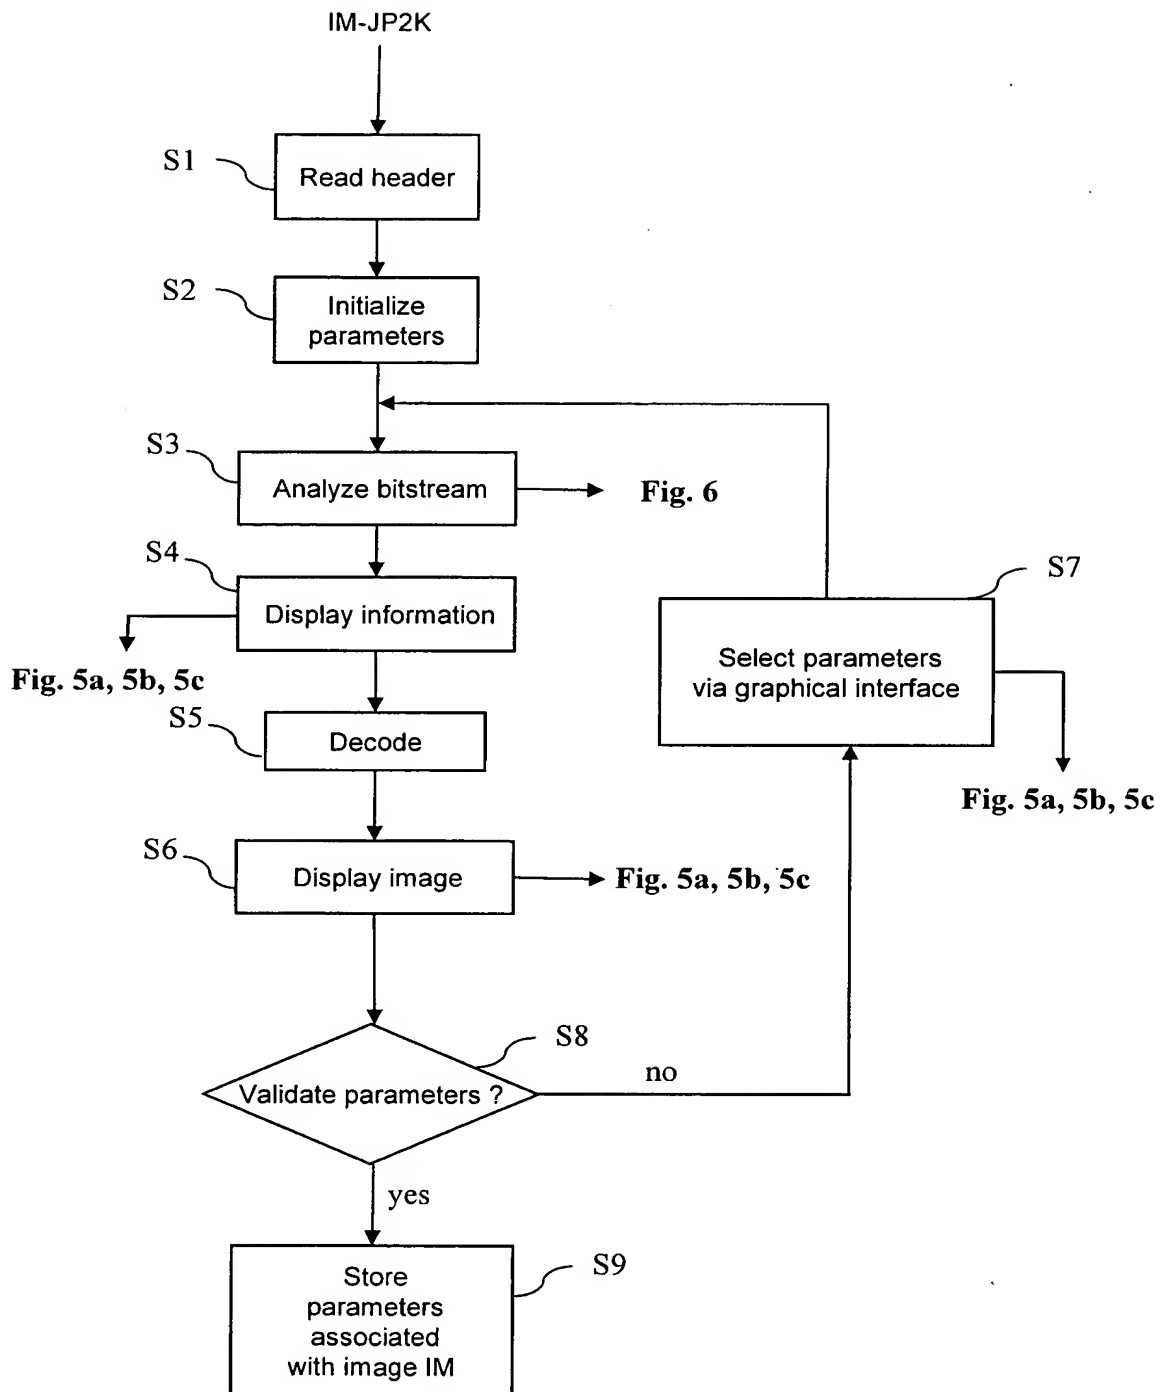 IM-JP2K
S1
Read header
S2
Initialize
parameters
S3
Analyze bitstream
Fig. 6
S4
Display information
Fig. 5a, 5b, 5c
S7
Select parameters
via graphical interface
Fig. 5a, 5b, 5c
S5
Decode
S6
Display image
Fig. 5a, 5b, 5c
S8
Validate parameters ?
no
yes
S9
Store
parameters
associated
with image IM